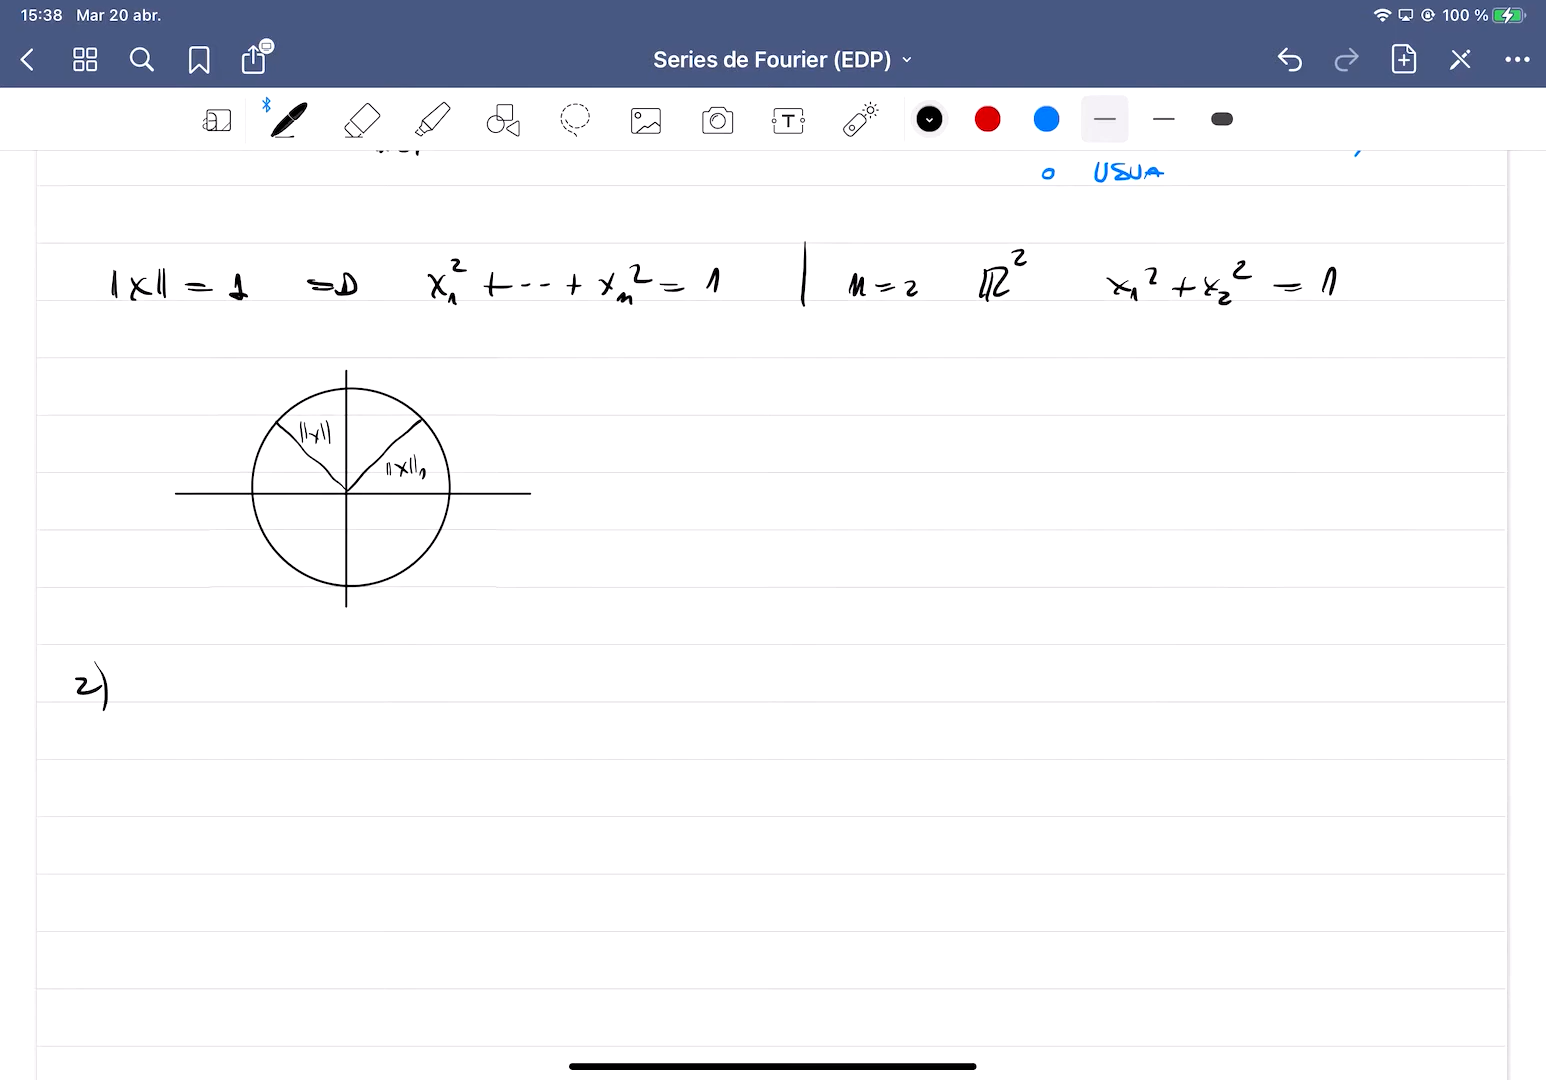 15:38 Mar 20 abr. 100 %
Series de Fourier (EDP)
T
o USUA
||x|| = 1 => x₁² + ... + xₙ² = 1 | n = 2 ℝ² x₁² + x₂² = 1
||x||
||x||₁
2)